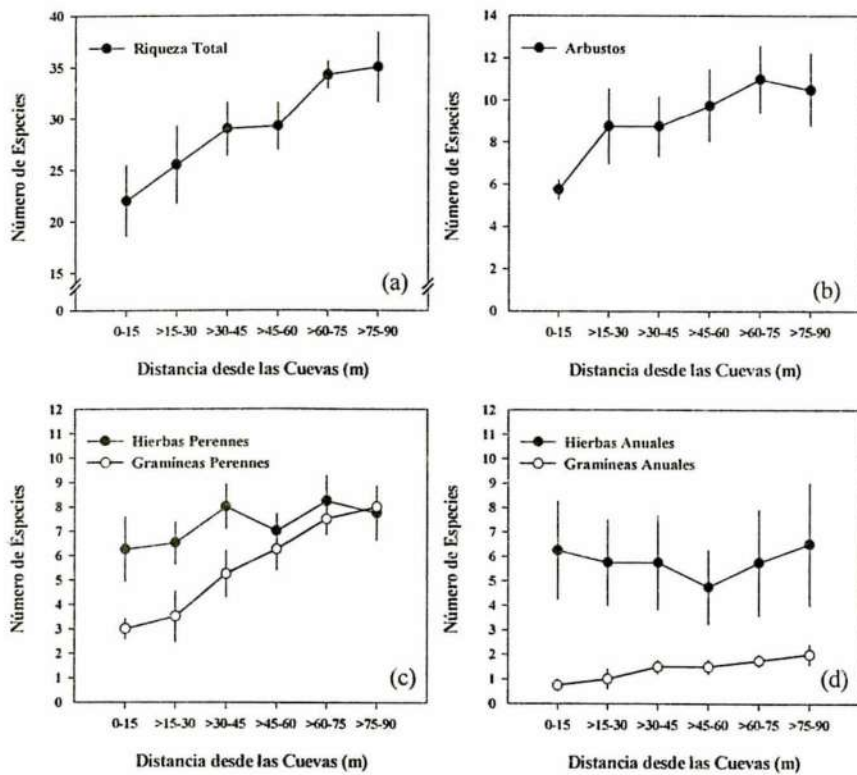 40
35
30
25
20
15
0
Número de Especies
Riqueza Total
(a)
0-15 >15-30 >30-45 >45-60 >60-75 >75-90
Distancia desde las Cuevas (m)
14
12
10
8
6
4
2
0
Número de Esnecies
Arbustos
(b)
0-15 >15-30 >30-45 >45-60 >60-75 >75-90
Distancia desde las Cuevas (m)
12
11
10
9
8
7
6
5
4
3
2
1
0
Número de Especies
Hierbas Perennes
Gramíneas Perennes
(c)
0-15 >15-30 >30-45 >45-60 >60-75 >75-90
Distancia desde las Cuevas (m)
12
11
10
9
8
7
6
5
4
3
2
1
0
Número de Especies
Hierbas Anuales
Gramíneas Anuales
(d)
0-15 >15-30 >30-45 >45-60 >60-75 >75-90
Distancia desde las Cuevas (m)